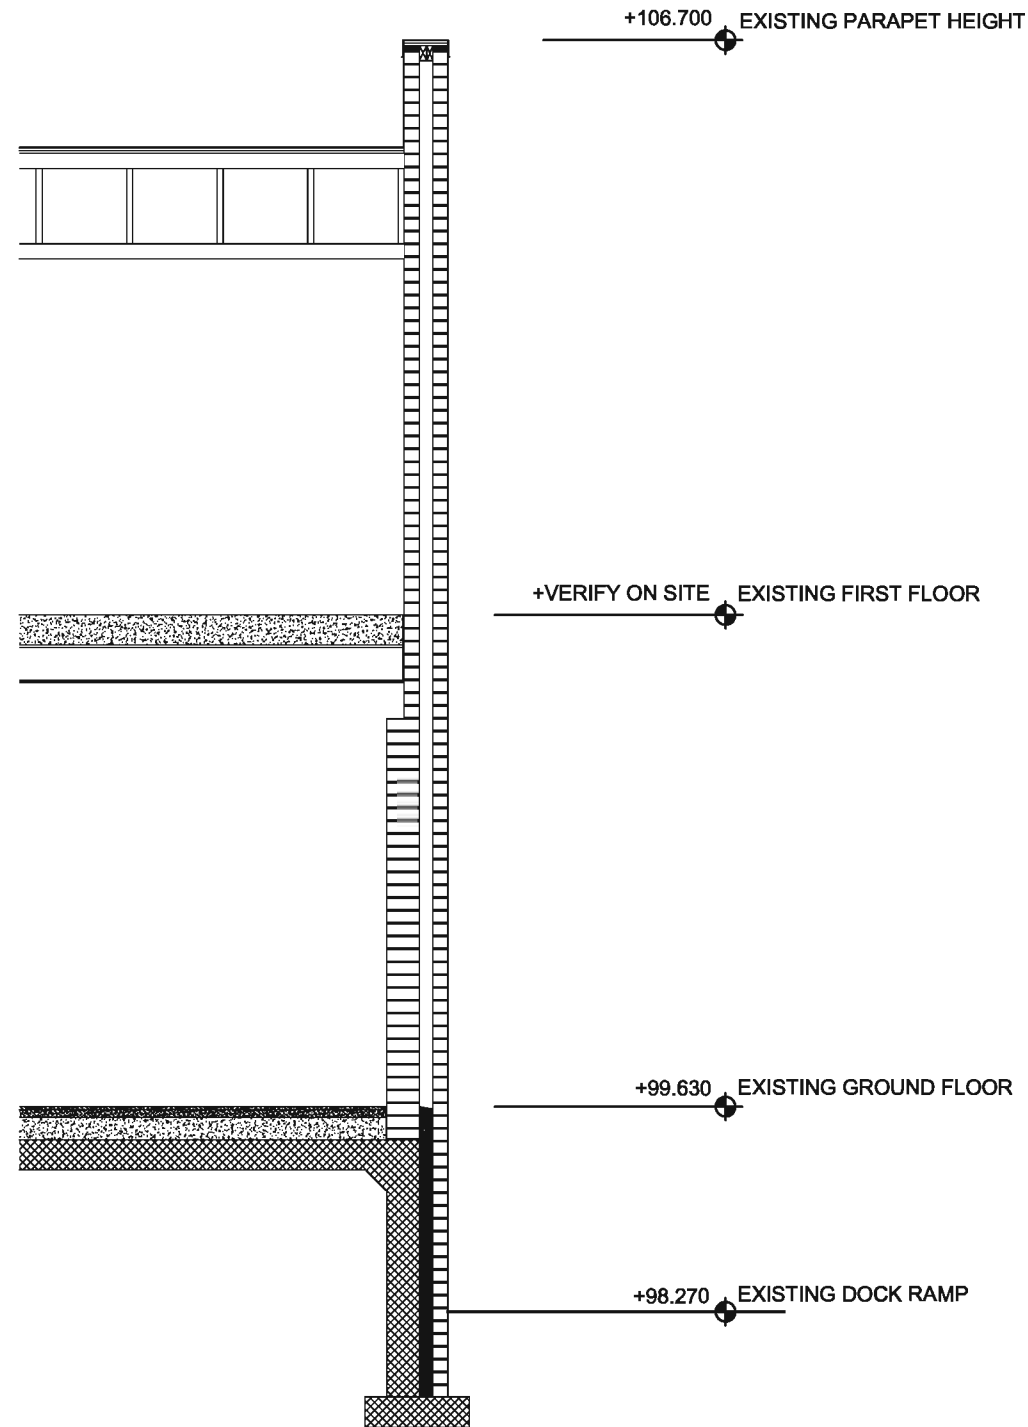 +106.700 EXISTING PARAPET HEIGHT
+VERIFY ON SITE EXISTING FIRST FLOOR
+99.630 EXISTING GROUND FLOOR
+98.270 EXISTING DOCK RAMP